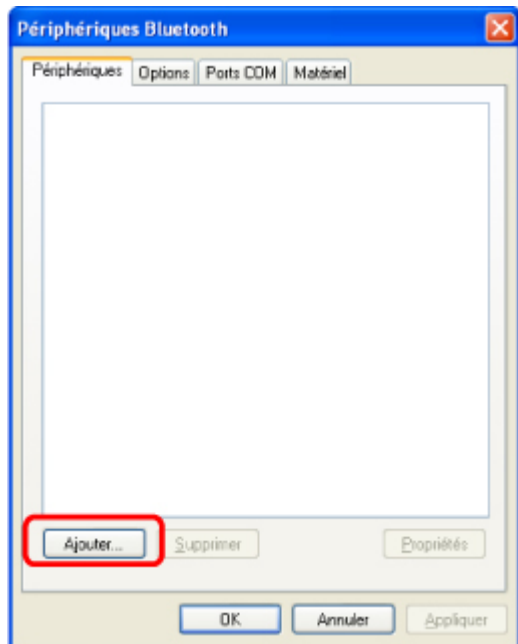 Périphériques Bluetooth
Périphériques Options Ports COM Matériel
Ajouter... Supprimer Propriétés
OK Annuler Appliquer